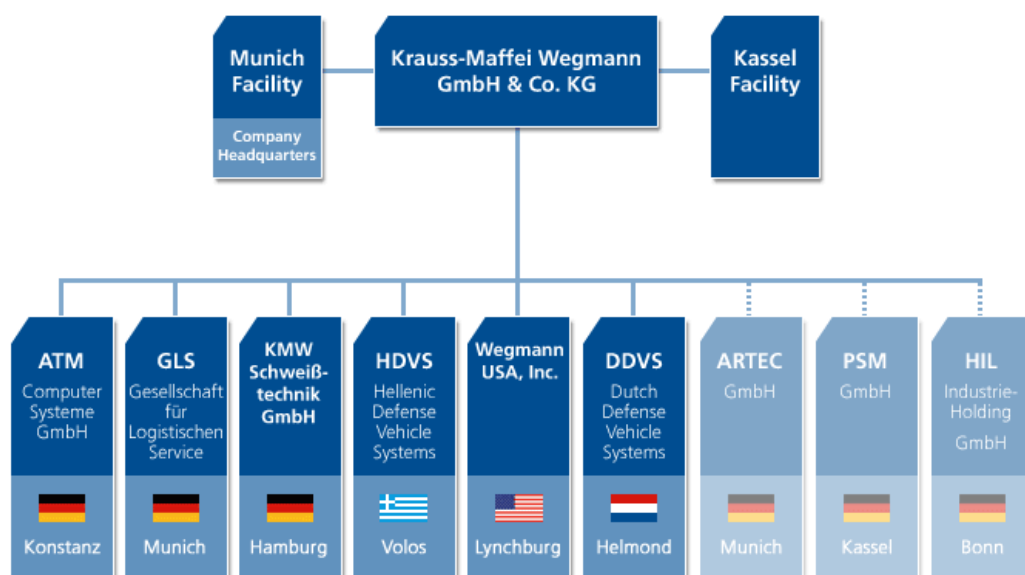 Munich
Facility
Company
Headquarters
Krauss-Maffei Wegmann
GmbH & Co. KG
Kassel
Facility
ATM
Computer
Systeme
GmbH
Konstanz
GLS
Gesellschaft
für
Logistischen
Service
Munich
KMW
Schweiß-
technik
GmbH
Hamburg
HDVS
Hellenic
Defense
Vehicle
Systems
Volos
Wegmann
USA, Inc.
Lynchburg
DDVS
Dutch
Defense
Vehicle
Systems
Helmond
ARTEC
GmbH
Munich
PSM
GmbH
Kassel
HIL
Industrie-
Holding
GmbH
Bonn